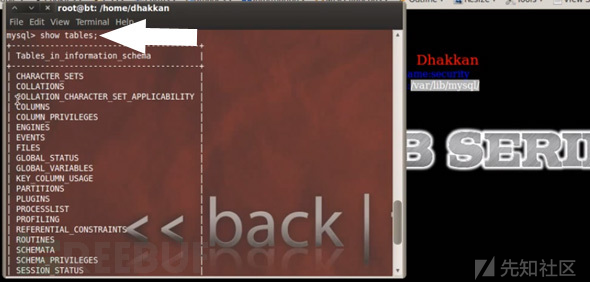 root@bt: /home/dhakkan
File Edit View Terminal Help
mysql> show tables;
Tables_in_information_schema
CHARACTER_SETS
COLLATIONS
COLLATION_CHARACTER_SET_APPLICABILITY
COLUMNS
COLUMN_PRIVILEGES
ENGINES
EVENTS
FILES
GLOBAL_STATUS
GLOBAL_VARIABLES
KEY_COLUMN_USAGE
PARTITIONS
PLUGINS
PROCESSLIST
PROFILING
REFERENTIAL_CONSTRAINTS
ROUTINES
SCHEMATA
SCHEMA_PRIVILEGES
SESSION_STATUS
<< back |
FREEBUF
Dhakkan
ame-security
/var/lib/mysql/
B SERI
先知社区